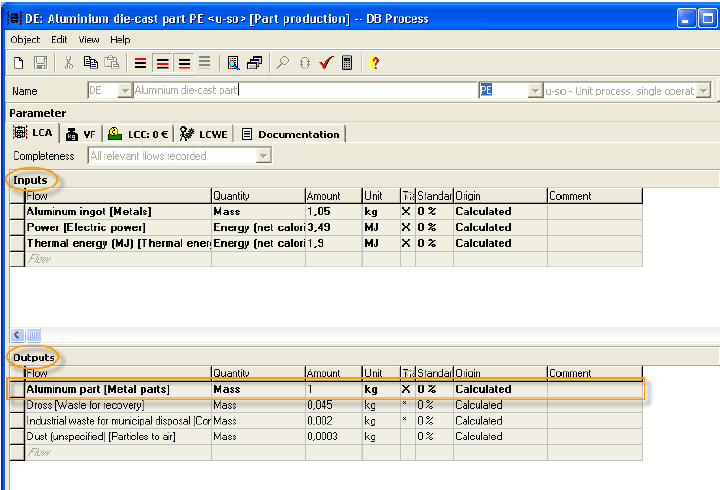 DE: Aluminium die-cast part PE <u-so> [Part production] -- DB Process
Object Edit View Help
Name DE Aluminium die-cast part PE u-so - Unit process, single operat
Parameter
LCA VF LCC: 0 € LCWE Documentation
Completeness All relevant flows recorded
Inputs
Flow Quantity Amount Unit Tra Standar Origin Comment
Aluminum ingot [Metals] Mass 1,05 kg X 0 % Calculated
Power [Electric power] Energy (net calori 3,49 MJ X 0 % Calculated
Thermal energy (MJ) [Thermal ener Energy (net calori 1,9 MJ X 0 % Calculated
Flow
Outputs
Flow Quantity Amount Unit Tra Standar Origin Comment
Aluminum part [Metal parts] Mass 1 kg X 0 % Calculated
Dross [Waste for recovery] Mass 0,045 kg * 0 % Calculated
Industrial waste for municipal disposal [Cor Mass 0,002 kg * 0 % Calculated
Dust (unspecified) [Particles to air] Mass 0,0003 kg 0 % Calculated
Flow